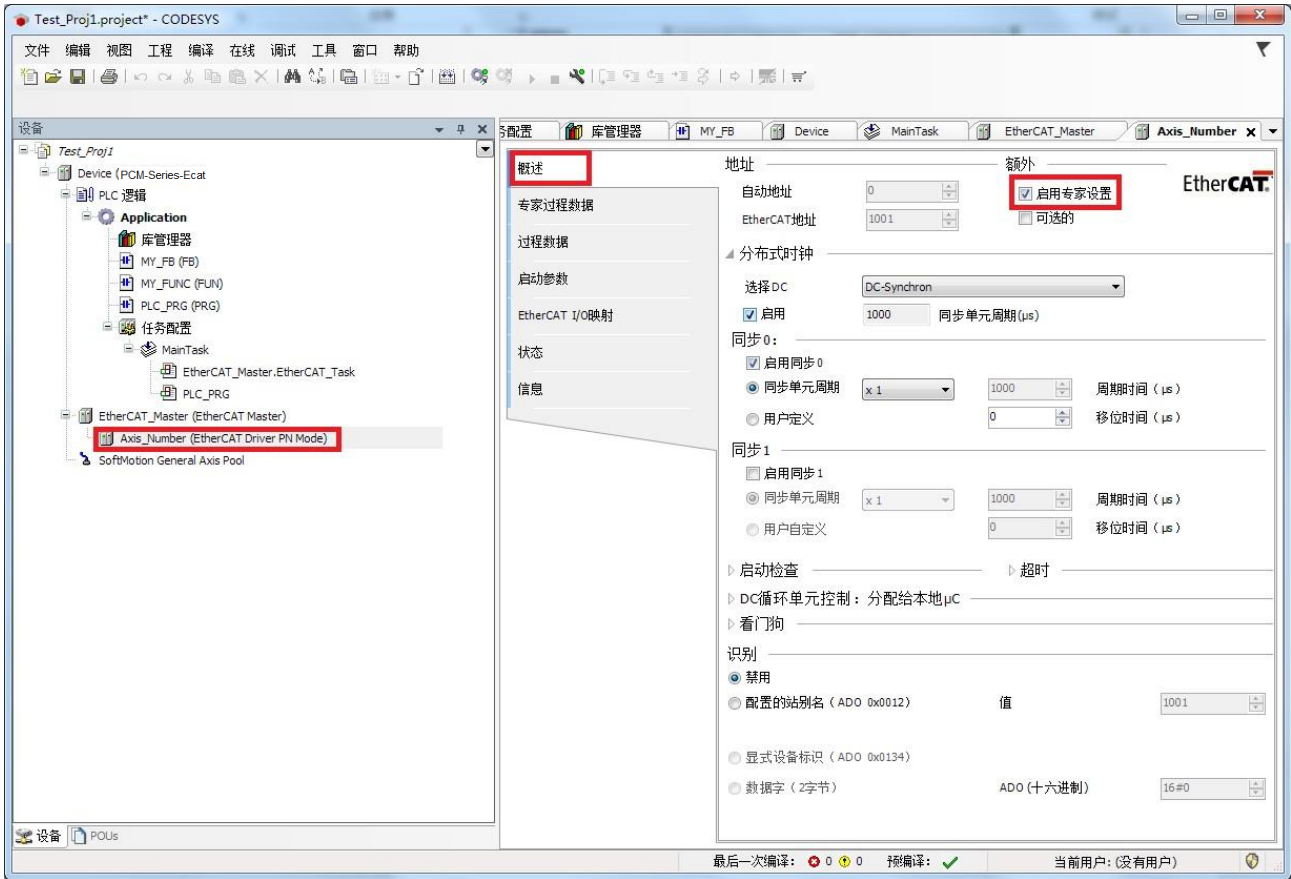 Test_Proj1.project* - CODESYS
文件 编辑 视图 工程 编译 在线 调试 工具 窗口 帮助
设备
Test_Proj1
Device (PCM-Series-Ecat
PLC 逻辑
Application
库管理器
MY_FB (FB)
MY_FUNC (FUN)
PLC_PRG (PRG)
任务配置
MainTask
EtherCAT_Master.EtherCAT_Task
PLC_PRG
EtherCAT_Master (EtherCAT Master)
Axis_Number (EtherCAT Driver PN Mode)
SoftMotion General Axis Pool
设备 POUs
务配置 库管理器 MY_FB Device MainTask EtherCAT_Master Axis_Number
概述
专家过程数据
过程数据
启动参数
EtherCAT I/O映射
状态
信息
地址 额外
自动地址 0 启用专家设置
EtherCAT地址 1001 可选的
EtherCAT
分布式时钟
选择DC DC-Synchron
启用 1000 同步单元周期(μs)
同步0:
启用同步0
同步单元周期 x 1 1000 周期时间（μs）
用户定义 0 移位时间（μs）
同步1
启用同步1
同步单元周期 x 1 1000 周期时间（μs）
用户自定义 0 移位时间（μs）
启动检查 超时
DC循环单元控制：分配给本地μC
看门狗
识别
禁用
配置的站别名（ADO 0x0012） 值 1001
显式设备标识（ADO 0x0134）
数据字（2字节） ADO (十六进制) 16#0
最后一次编译： 0 0 预编译： 当前用户: (没有用户)